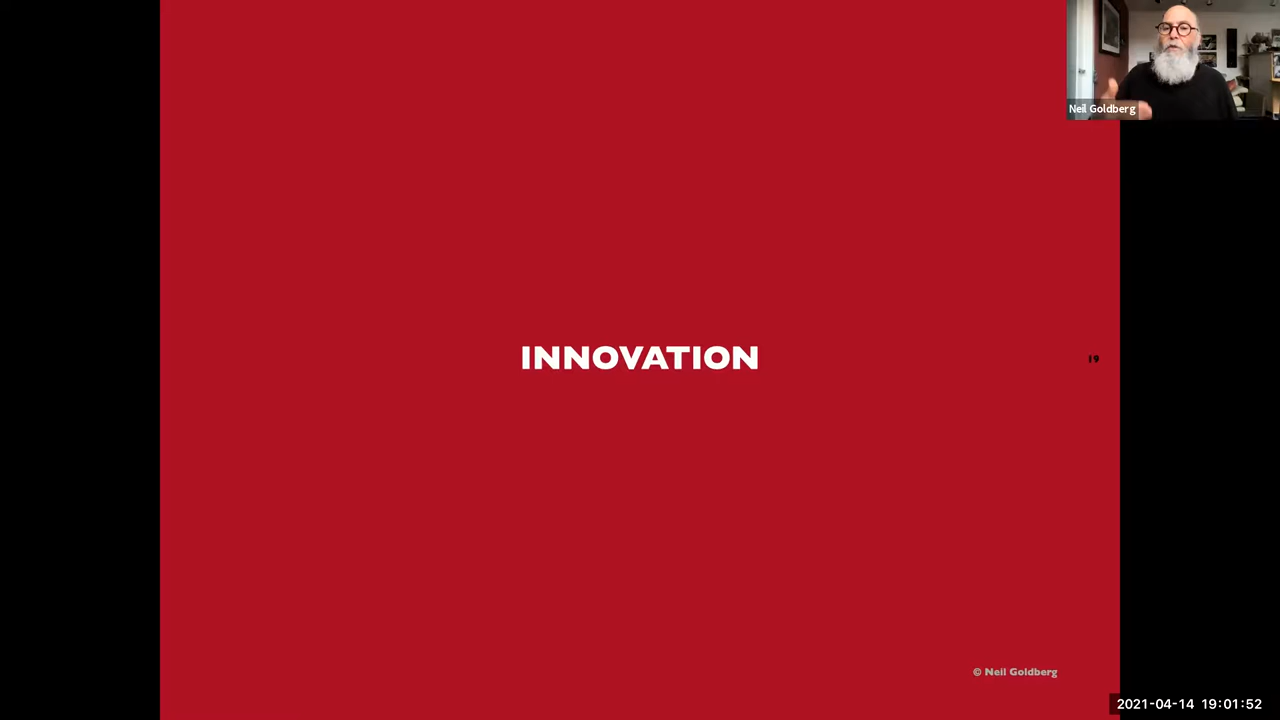 Neil Goldberg
INNOVATION
19
© Neil Goldberg
2021-04-14 19:01:52